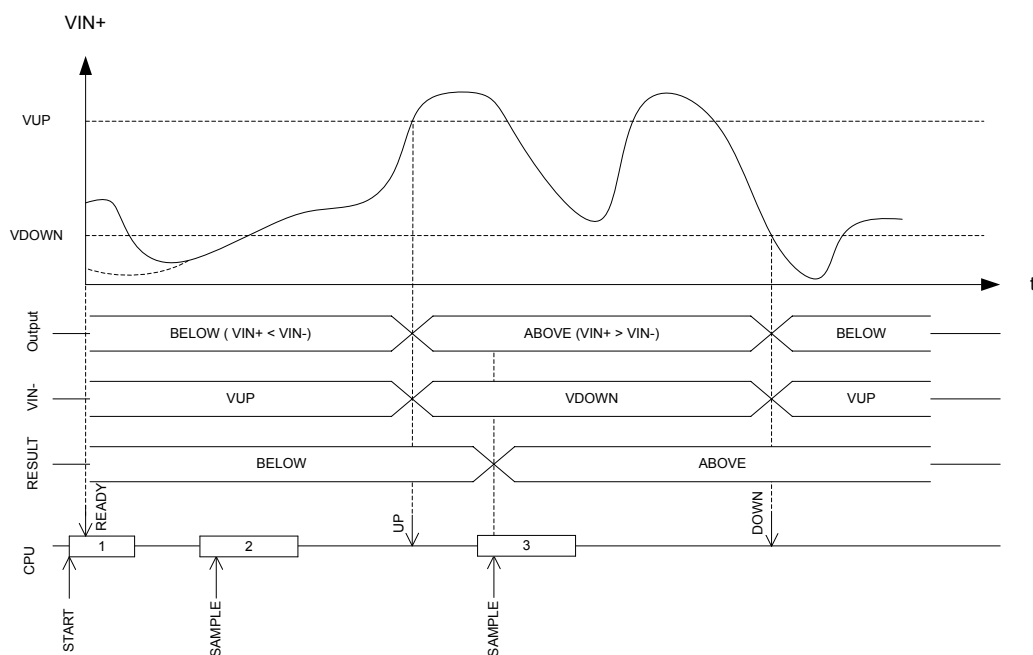 VIN+
VUP
VDOWN
t
Output
BELOW ( VIN+ < VIN-)
ABOVE (VIN+ > VIN-)
BELOW
VIN-
VUP
VDOWN
VUP
RESULT
BELOW
ABOVE
READY
UP
DOWN
CPU
1
2
3
START
SAMPLE
SAMPLE